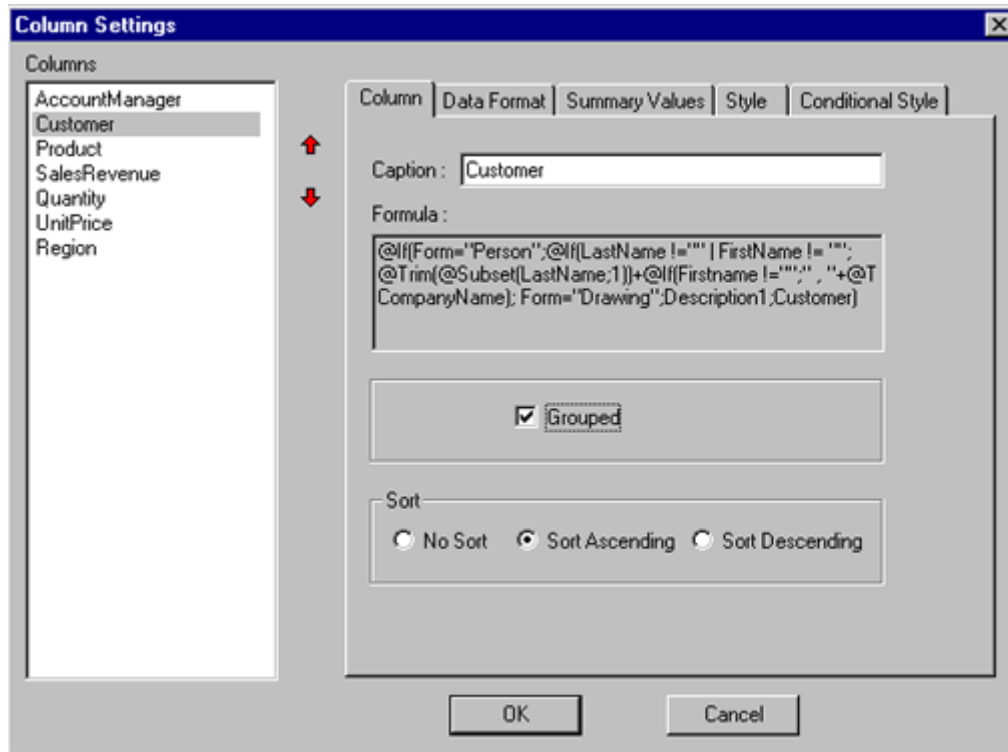 Column Settings
Columns
AccountManager
Customer
Product
SalesRevenue
Quantity
UnitPrice
Region
Column
Data Format
Summary Values
Style
Conditional Style
Caption :
Customer
Formula :
@If(Form="Person";@If(LastName !="" | FirstName != "";
@Trim(@Subset(LastName;1))+@If(Firstname !="";" , "+@T
CompanyName); Form="Drawing";Description1;Customer)
Grouped
Sort
No Sort
Sort Ascending
Sort Descending
OK
Cancel